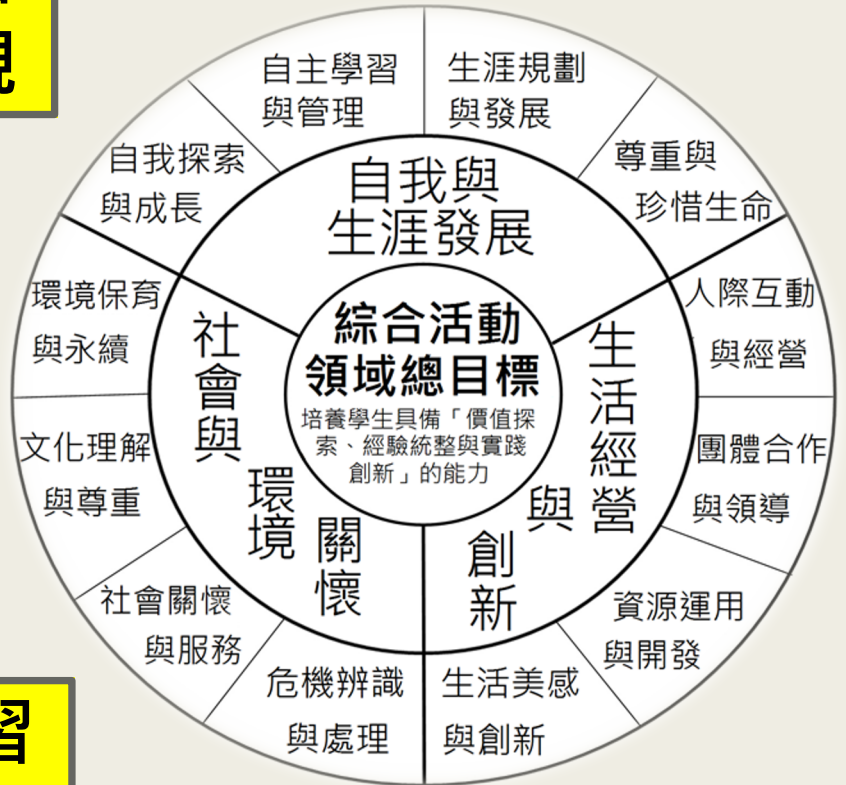 觀
習
自主學習
與管理
生涯規劃
與發展
尊重與
珍惜生命
人際互動
與經營
團體合作
與領導
資源運用
與開發
生活美感
與創新
危機辨識
與處理
社會關懷
與服務
文化理解
與尊重
環境保育
與永續
自我探索
與成長
自我與
生涯發展
生活經營
與
創新
社會與
環境
關懷
綜合活動
領域總目標
培養學生具備「價值探
索、經驗統整與實踐
創新」的能力